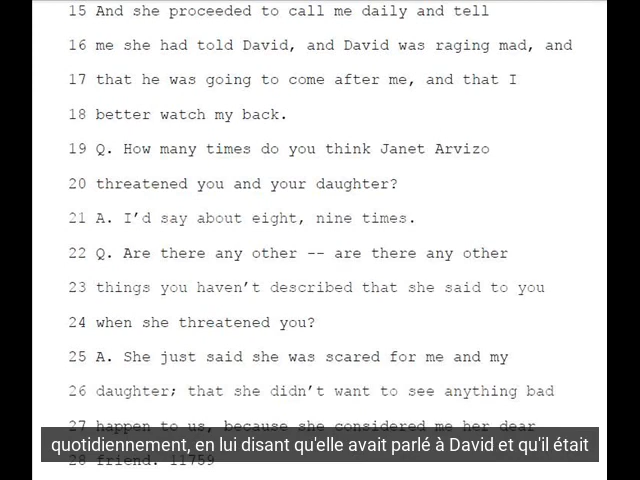 15 And she proceeded to call me daily and tell
16 me she had told David, and David was raging mad, and
17 that he was going to come after me, and that I
18 better watch my back.
19 Q. How many times do you think Janet Arvizo
20 threatened you and your daughter?
21 A. I’d say about eight, nine times.
22 Q. Are there any other -- are there any other
23 things you haven’t described that she said to you
24 when she threatened you?
25 A. She just said she was scared for me and my
26 daughter; that she didn’t want to see anything bad
27 happen to us, because she considered me her dear
quotidiennement, en lui disant qu'elle avait parlé à David et qu'il était
28 friend. 11759